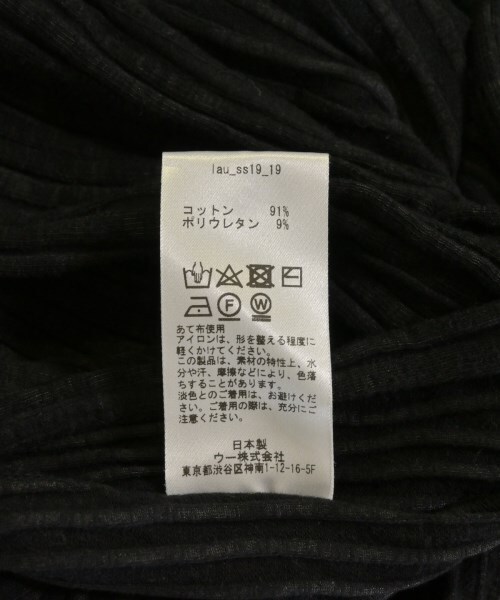 lau_ss19_19
コットン 91%
ポリウレタン 9%
F W
あて布使用
アイロンは、形を整える程度に
軽くかけてください。
この製品は、素材の特性上、水
分や汗、摩擦などにより、色落
ちすることがあります。
淡色とのご着用は、お避けくだ
さい。ご着用の際は、充分にご
注意ください。
日本製
ウー株式会社
東京都渋谷区神南1-12-16-5F